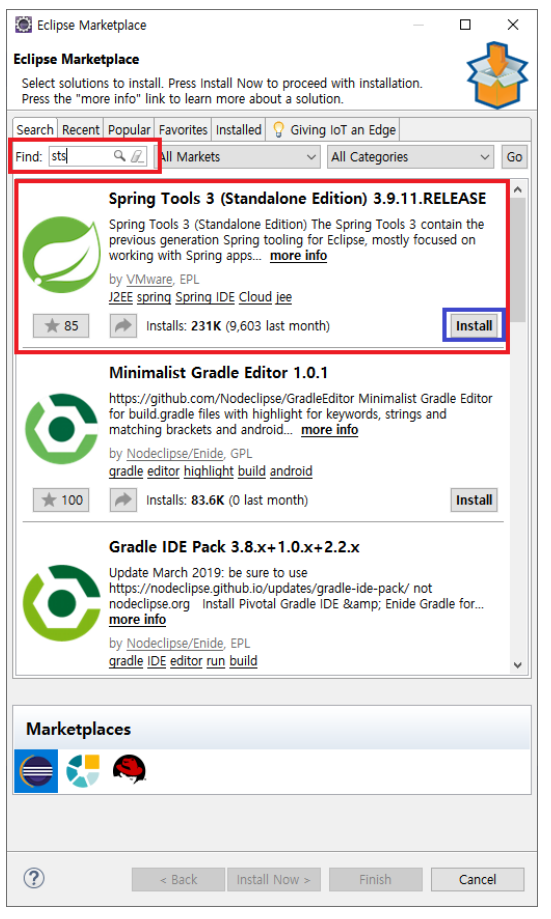 Eclipse Marketplace
Eclipse Marketplace
Select solutions to install. Press Install Now to proceed with installation.
Press the "more info" link to learn more about a solution.
Search Recent Popular Favorites Installed Giving IoT an Edge
Find: sts All Markets All Categories Go
Spring Tools 3 (Standalone Edition) 3.9.11.RELEASE
Spring Tools 3 (Standalone Edition) The Spring Tools 3 contain the
previous generation Spring tooling for Eclipse, mostly focused on
working with Spring apps... more info
by VMware, EPL
J2EE spring Spring IDE Cloud jee
85 Installs: 231K (9,603 last month) Install
Minimalist Gradle Editor 1.0.1
https://github.com/Nodeclipse/GradleEditor Minimalist Gradle Editor
for build.gradle files with highlight for keywords, strings and
matching brackets and android... more info
by Nodeclipse/Enide, GPL
gradle editor highlight build android
100 Installs: 83.6K (0 last month) Install
Gradle IDE Pack 3.8.x+1.0.x+2.2.x
Update March 2019: be sure to use
https://nodeclipse.github.io/updates/gradle-ide-pack/ not
nodeclipse.org Install Pivotal Gradle IDE &amp; Enide Gradle for...
more info
by Nodeclipse/Enide, EPL
gradle IDE editor run build
Marketplaces
? < Back Install Now > Finish Cancel